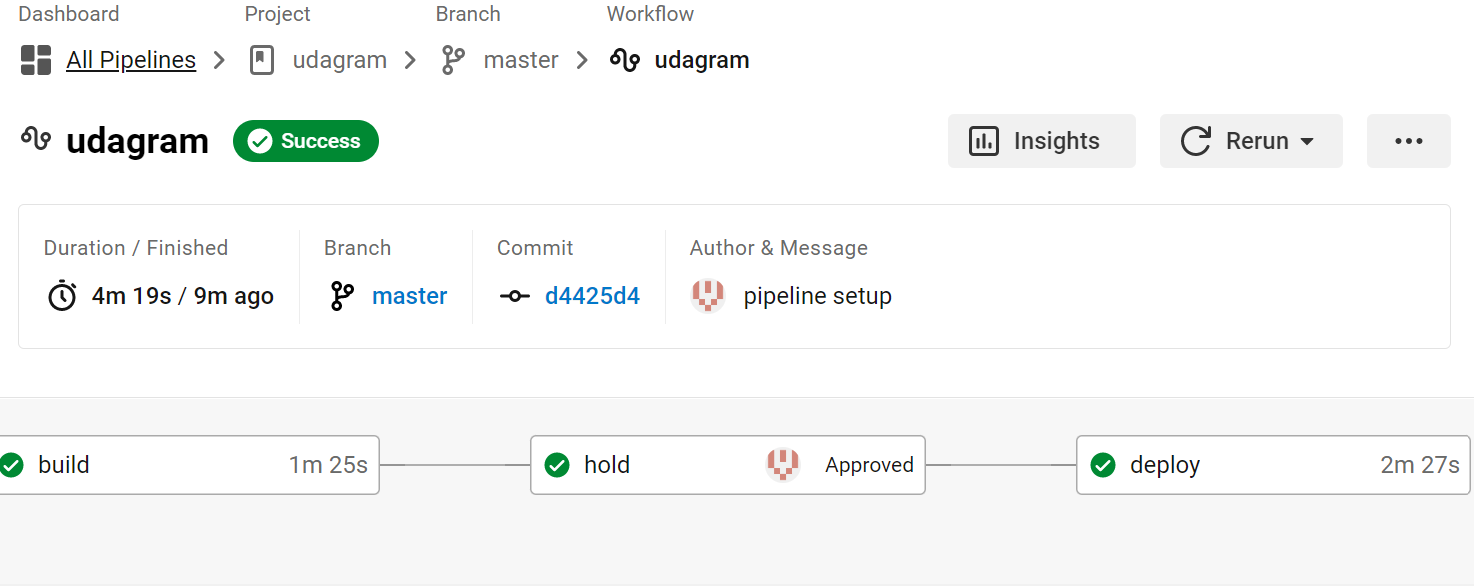 Dashboard Project Branch Workflow
All Pipelines udagram master udagram
udagram Success Insights Rerun
Duration / Finished Branch Commit Author & Message
4m 19s / 9m ago master d4425d4 pipeline setup
build 1m 25s hold Approved deploy 2m 27s